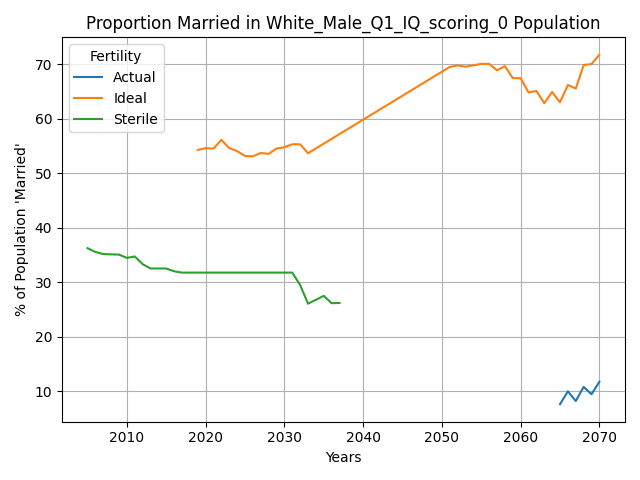 Proportion Married in White_Male_Q1_IQ_scoring_0 Population
Fertility
Actual
Ideal
Sterile
% of Population 'Married'
70
60
50
40
30
20
10
2010 2020 2030 2040 2050 2060 2070
Years